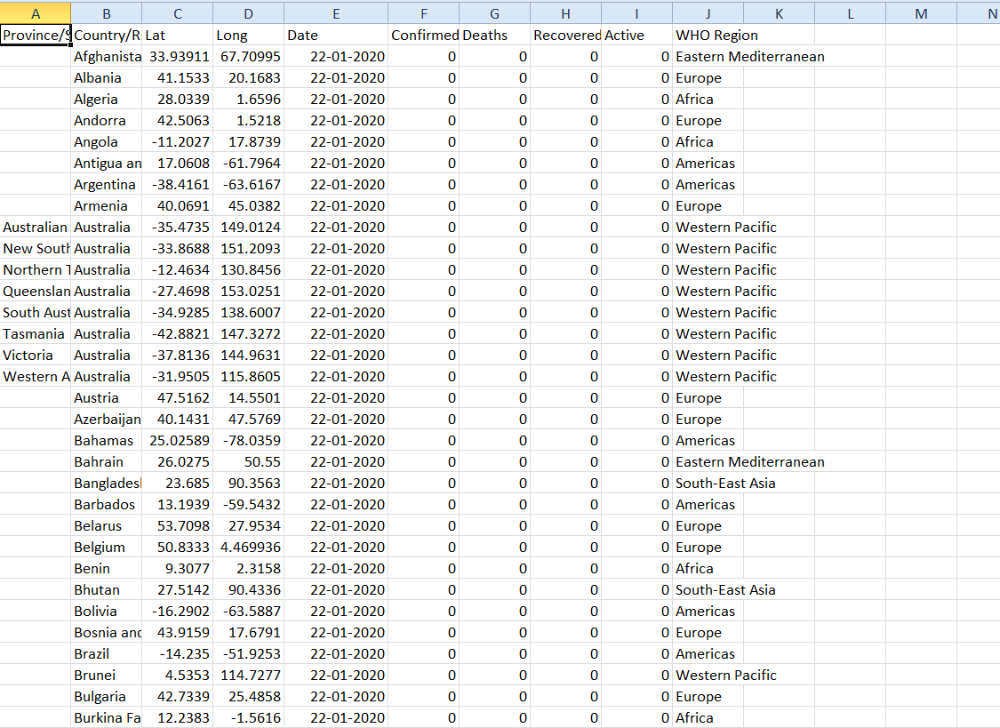 A B C D E F G H I J K L M N
Province/S Country/R Lat Long Date Confirmed Deaths Recovered Active WHO Region
Afghanista 33.93911 67.70995 22-01-2020 0 0 0 0 Eastern Mediterranean
Albania 41.1533 20.1683 22-01-2020 0 0 0 0 Europe
Algeria 28.0339 1.6596 22-01-2020 0 0 0 0 Africa
Andorra 42.5063 1.5218 22-01-2020 0 0 0 0 Europe
Angola -11.2027 17.8739 22-01-2020 0 0 0 0 Africa
Antigua an 17.0608 -61.7964 22-01-2020 0 0 0 0 Americas
Argentina -38.4161 -63.6167 22-01-2020 0 0 0 0 Americas
Armenia 40.0691 45.0382 22-01-2020 0 0 0 0 Europe
Australian Australia -35.4735 149.0124 22-01-2020 0 0 0 0 Western Pacific
New South Australia -33.8688 151.2093 22-01-2020 0 0 0 0 Western Pacific
Northern T Australia -12.4634 130.8456 22-01-2020 0 0 0 0 Western Pacific
Queenslan Australia -27.4698 153.0251 22-01-2020 0 0 0 0 Western Pacific
South Aust Australia -34.9285 138.6007 22-01-2020 0 0 0 0 Western Pacific
Tasmania Australia -42.8821 147.3272 22-01-2020 0 0 0 0 Western Pacific
Victoria Australia -37.8136 144.9631 22-01-2020 0 0 0 0 Western Pacific
Western A Australia -31.9505 115.8605 22-01-2020 0 0 0 0 Western Pacific
Austria 47.5162 14.5501 22-01-2020 0 0 0 0 Europe
Azerbaijan 40.1431 47.5769 22-01-2020 0 0 0 0 Europe
Bahamas 25.02589 -78.0359 22-01-2020 0 0 0 0 Americas
Bahrain 26.0275 50.55 22-01-2020 0 0 0 0 Eastern Mediterranean
Bangladesh 23.685 90.3563 22-01-2020 0 0 0 0 South-East Asia
Barbados 13.1939 -59.5432 22-01-2020 0 0 0 0 Americas
Belarus 53.7098 27.9534 22-01-2020 0 0 0 0 Europe
Belgium 50.8333 4.469936 22-01-2020 0 0 0 0 Europe
Benin 9.3077 2.3158 22-01-2020 0 0 0 0 Africa
Bhutan 27.5142 90.4336 22-01-2020 0 0 0 0 South-East Asia
Bolivia -16.2902 -63.5887 22-01-2020 0 0 0 0 Americas
Bosnia and 43.9159 17.6791 22-01-2020 0 0 0 0 Europe
Brazil -14.235 -51.9253 22-01-2020 0 0 0 0 Americas
Brunei 4.5353 114.7277 22-01-2020 0 0 0 0 Western Pacific
Bulgaria 42.7339 25.4858 22-01-2020 0 0 0 0 Europe
Burkina Fa 12.2383 -1.5616 22-01-2020 0 0 0 0 Africa